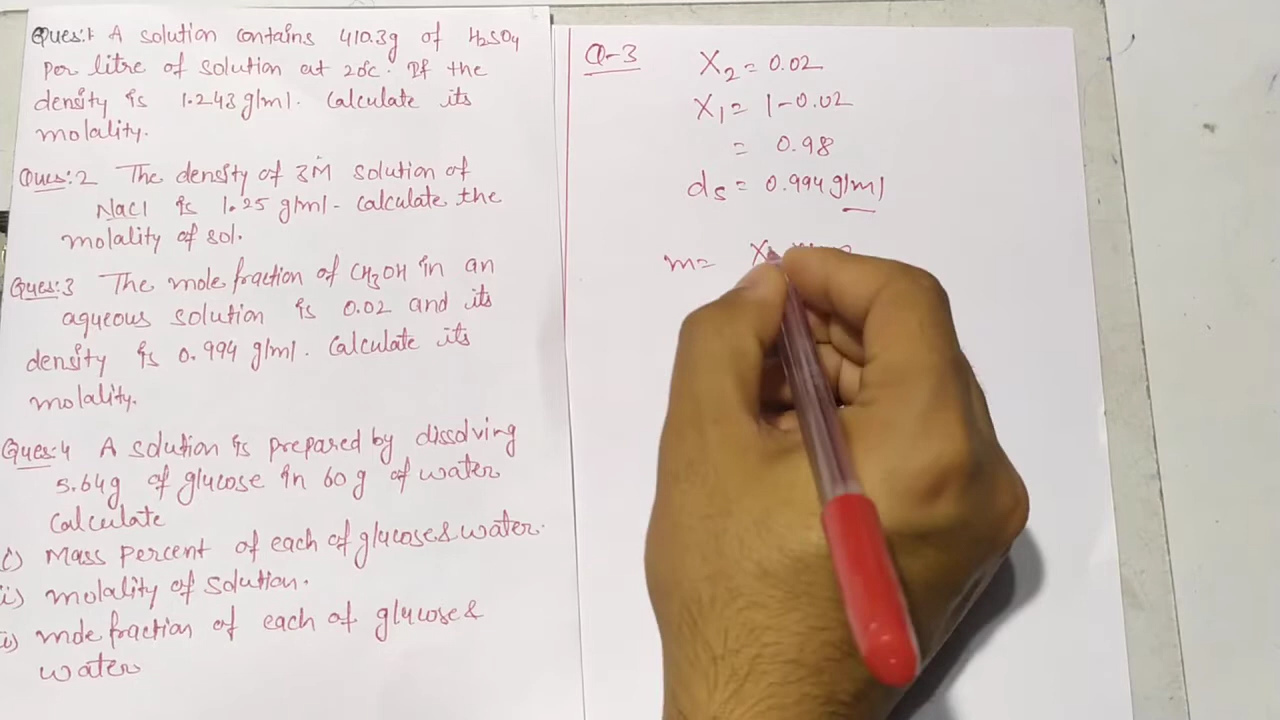 Ques:1 A solution contains 410.3g of H₂SO₄
Per litre of solution at 20°C. If the
density is 1.243 g/ml. Calculate its
molality.
Ques:2 The density of 3M solution of
NaCl is 1.25 g/ml - Calculate the
molality of sol.
Ques:3 The mole fraction of CH₃OH in an
aqueous solution is 0.02 and its
density is 0.994 g/ml. Calculate its
molality.
Ques:4 A solution is prepared by dissolving
5.64g of glucose in 60g of water
Calculate
i) Mass percent of each of glucose & water.
ii) molality of solution.
mole fraction of each of glucose &
water
Q-3
X₂ = 0.02
X₁ = 1-0.02
= 0.98
ds = 0.994 g/ml
m= X